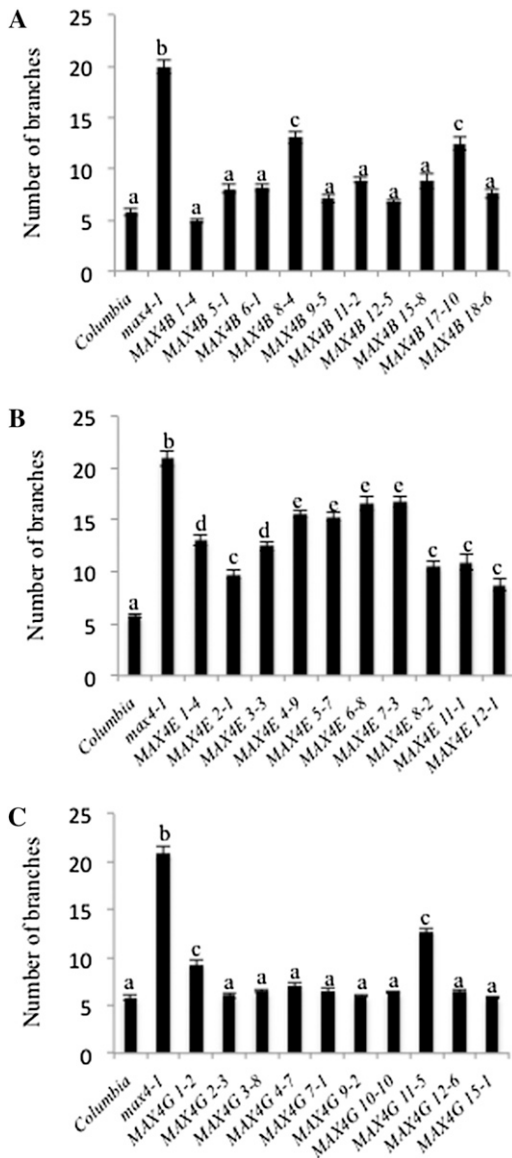 A
Number of branches
25
20
15
10
5
0
a
b
a
a
a
c
a
a
a
a
c
a
Columbia
max4-1
MAX4B 1-4
MAX4B 5-1
MAX4B 6-1
MAX4B 8-4
MAX4B 9-5
MAX4B 11-2
MAX4B 12-5
MAX4B 15-8
MAX4B 17-10
MAX4B 18-6
B
Number of branches
25
20
15
10
5
0
a
b
d
c
d
e
e
e
e
c
c
c
Columbia
max4-1
MAX4E 1-4
MAX4E 2-1
MAX4E 3-3
MAX4E 4-9
MAX4E 5-7
MAX4E 6-8
MAX4E 7-3
MAX4E 8-2
MAX4E 11-1
MAX4E 12-1
C
Number of branches
25
20
15
10
5
0
a
b
c
a
a
a
a
a
a
c
a
a
Columbia
max4-1
MAX4G 1-2
MAX4G 2-3
MAX4G 3-8
MAX4G 4-7
MAX4G 7-1
MAX4G 9-2
MAX4G 10-10
MAX4G 11-5
MAX4G 12-6
MAX4G 15-1